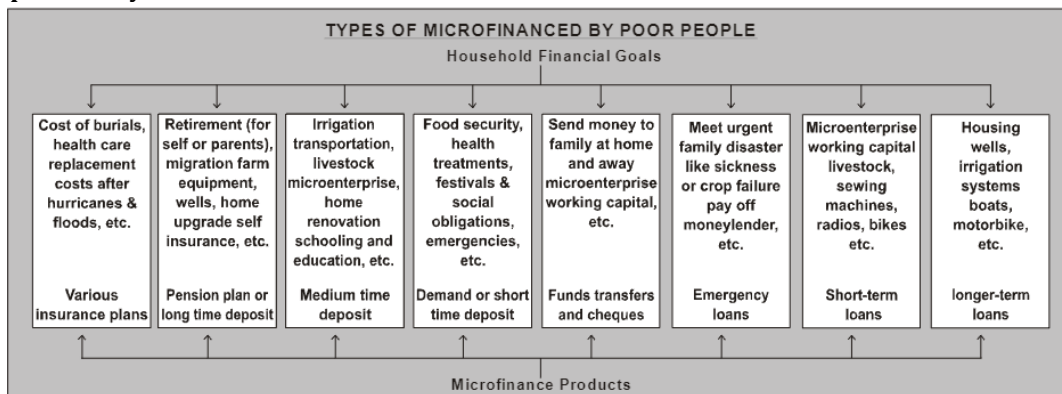 TYPES OF MICROFINANCED BY POOR PEOPLE
Household Financial Goals
Cost of burials,
health care
replacement
costs after
hurricanes &
floods, etc.
Various
insurance plans
Retirement (for
self or parents),
migration farm
equipment,
wells, home
upgrade self
insurance, etc.
Pension plan or
long time deposit
Irrigation
transportation,
livestock
microenterprise,
home
renovation
schooling and
education, etc.
Medium time
deposit
Food security,
health
treatments,
festivals &
social
obligations,
emergencies,
etc.
Demand or short
time deposit
Send money to
family at home
and away
microenterprise
working capital,
etc.
Funds transfers
and cheques
Meet urgent
family disaster
like sickness
or crop failure
pay off
moneylender,
etc.
Emergency
loans
Microenterprise
working capital
livestock,
sewing
machines,
radios, bikes
etc.
Short-term
loans
Housing
wells,
irrigation
systems
boats,
motorbike,
etc.
longer-term
loans
Microfinance Products